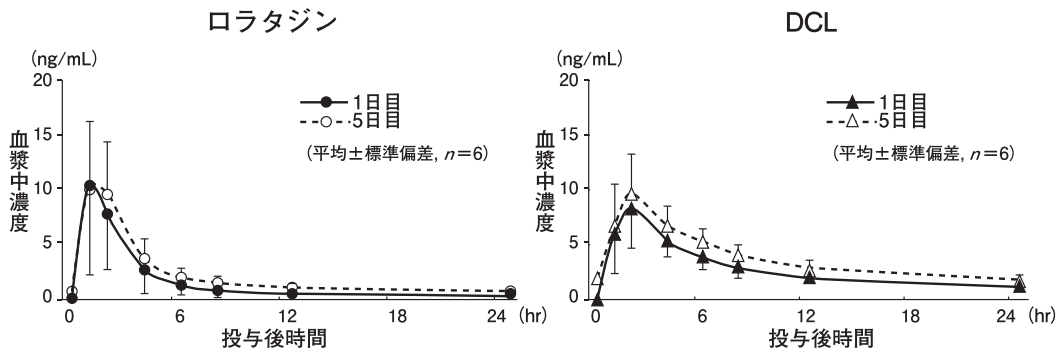 ロラタジン
(ng/mL)
20
15
10
5
0
血漿中濃度
1日目
5日目
(平均±標準偏差, n=6)
0 6 12 18 24 (hr)
投与後時間
DCL
(ng/mL)
20
15
10
5
0
血漿中濃度
1日目
5日目
(平均±標準偏差, n=6)
0 6 12 18 24 (hr)
投与後時間